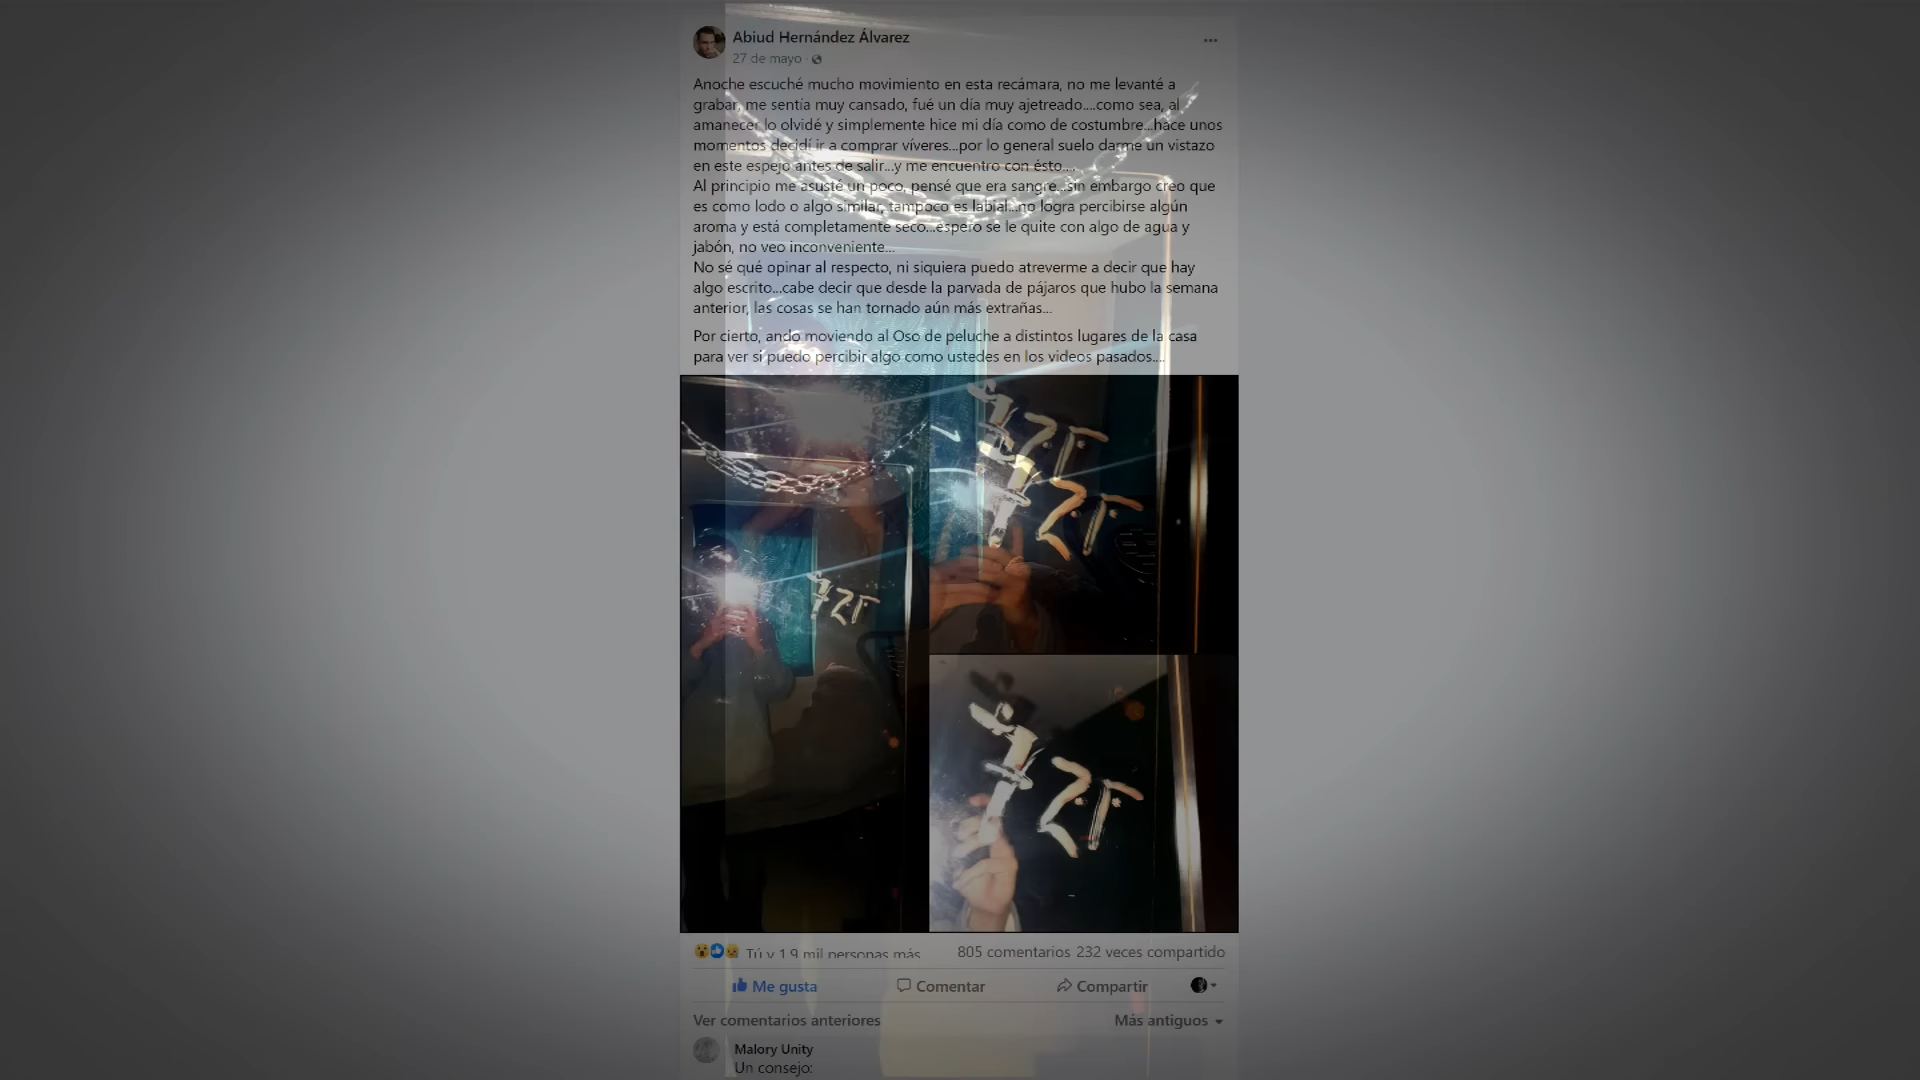 Abiud Hernández Álvarez
27 de mayo
Anoche escuché mucho movimiento en esta recámara, no me levanté a
grabar, me sentía muy cansado, fué un día muy ajetreado....como sea, al
amanecer lo olvidé y simplemente hice mi día como de costumbre...hace unos
momentos decidí ir a comprar víveres...por lo general suelo darme un vistazo
en este espejo antes de salir...y me encuentro con ésto....
Al principio me asusté un poco, pensé que era sangre...sin embargo creo que
es como lodo o algo similar, tampoco es labial...no logra percibirse algún
aroma y está completamente seco...espero se le quite con algo de agua y
jabón, no veo inconveniente...
No sé qué opinar al respecto, ni siquiera puedo atreverme a decir que hay
algo escrito...cabe decir que desde la parvada de pájaros que hubo la semana
anterior, las cosas se han tornado aún más extrañas...
Por cierto, ando moviendo al Oso de peluche a distintos lugares de la casa
para ver si puedo percibir algo como ustedes en los videos pasados....
Tú y 1.9 mil personas más
805 comentarios 232 veces compartido
Me gusta
Comentar
Compartir
Ver comentarios anteriores
Más antiguos
Malory Unity
Un consejo: